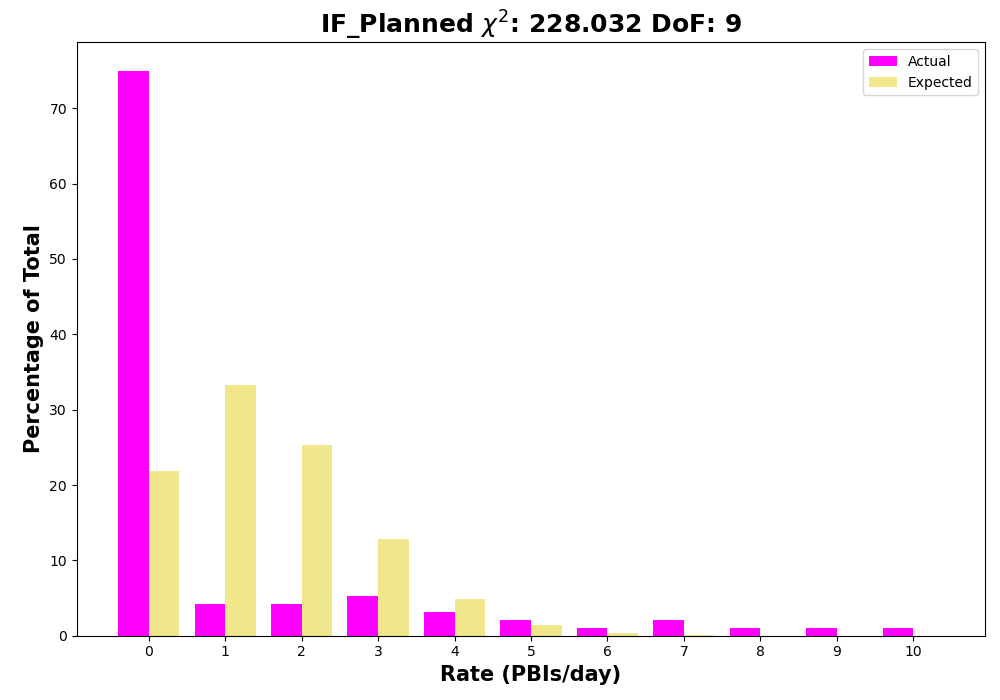 IF_Planned χ²: 228.032 DoF: 9
Actual
Expected
Percentage of Total
70
60
50
40
30
20
10
0
0 1 2 3 4 5 6 7 8 9 10
Rate (PBIs/day)